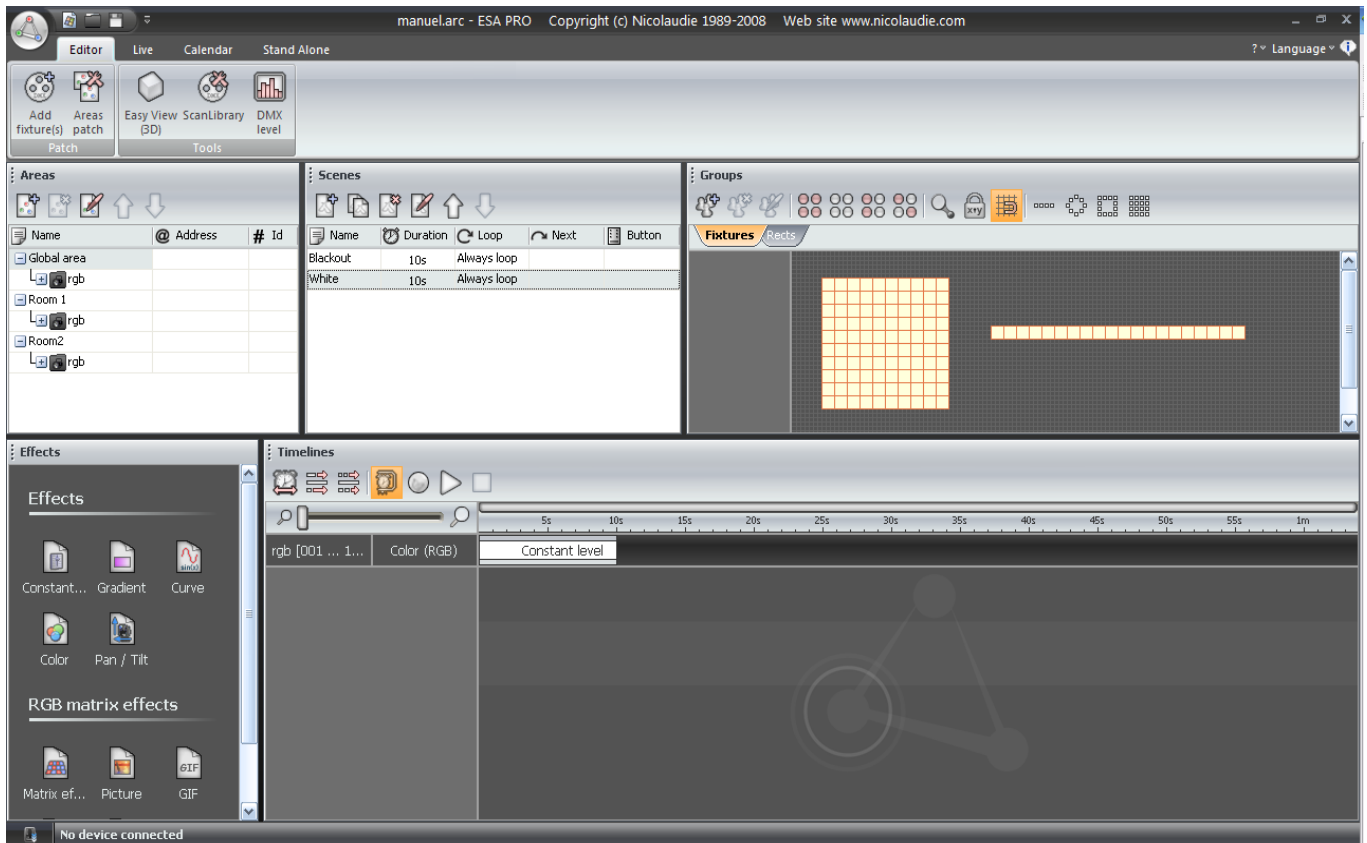 manuel.arc - ESA PRO Copyright (c) Nicolaudie 1989-2008 Web site www.nicolaudie.com
Editor Live Calendar Stand Alone ? Language
Add fixture(s)
Areas patch
Easy View (3D)
ScanLibrary
DMX level
Patch
Tools
Areas
Name @ Address # Id
Global area
rgb
Room 1
rgb
Room2
rgb
Scenes
Name Duration Loop Next Button
Blackout 10s Always loop
White 10s Always loop
Groups
x+y
Fixtures Rects
Effects
Effects
Constant... Gradient Curve
sin(x)
Color Pan / Tilt
RGB matrix effects
GIF
Matrix ef... Picture GIF
Timelines
5s 10s 15s 20s 25s 30s 35s 40s 45s 50s 55s 1m
rgb [001 ... 1... Color (RGB) Constant level
No device connected